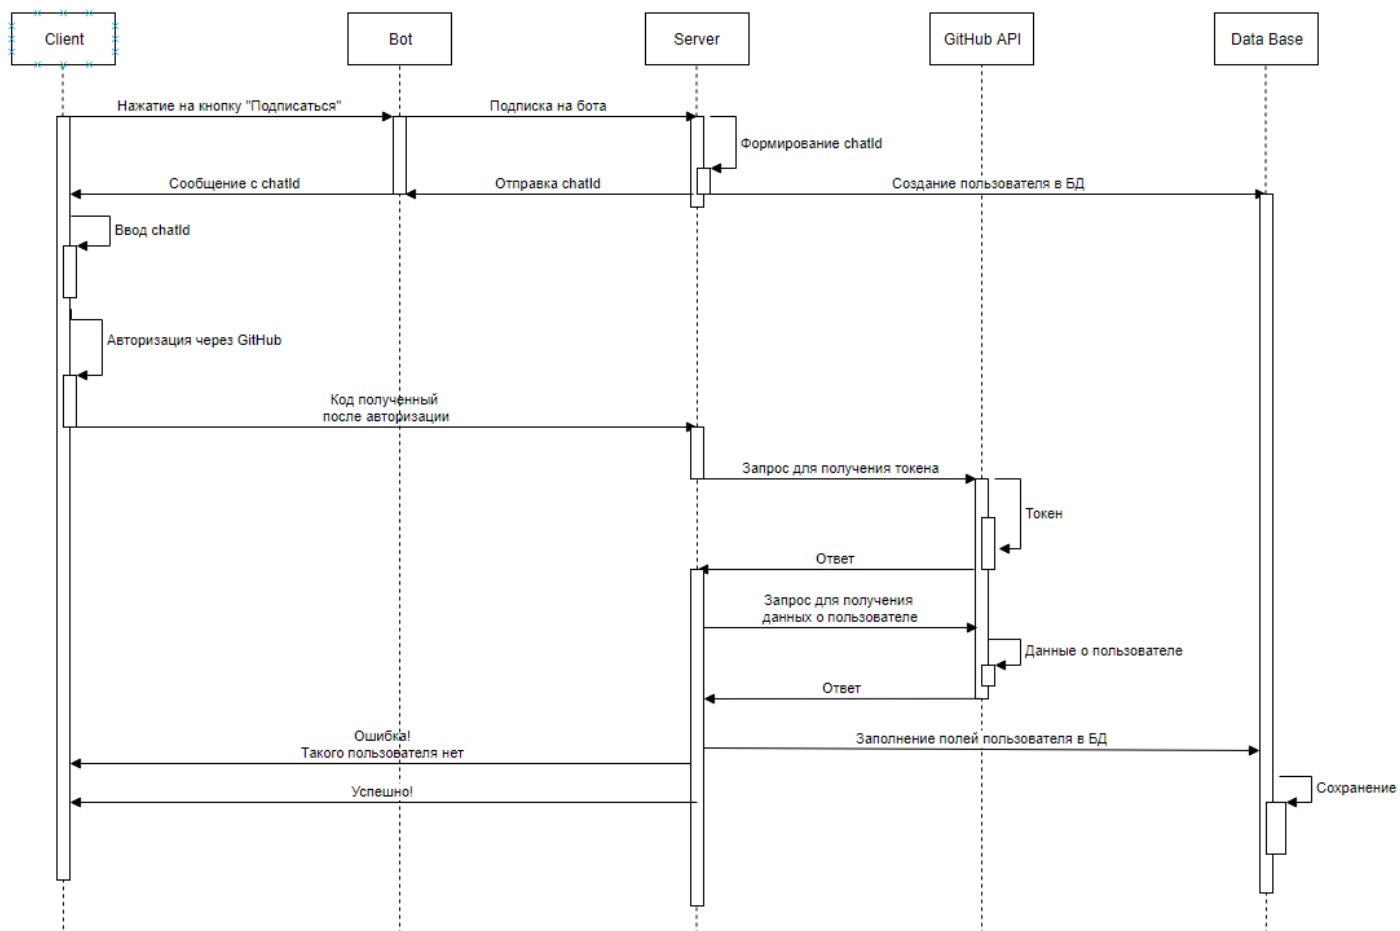 Client
Bot
Server
GitHub API
Data Base
Нажатие на кнопку "Подписаться"
Подписка на бота
Формирование chatId
Сообщение с chatId
Отправка chatId
Создание пользователя в БД
Ввод chatId
Авторизация через GitHub
Код полученный
после авторизации
Запрос для получения токена
Токен
Ответ
Запрос для получения
данных о пользователе
Данные о пользователе
Ответ
Ошибка!
Такого пользователя нет
Заполнение полей пользователя в БД
Сохранение
Успешно!